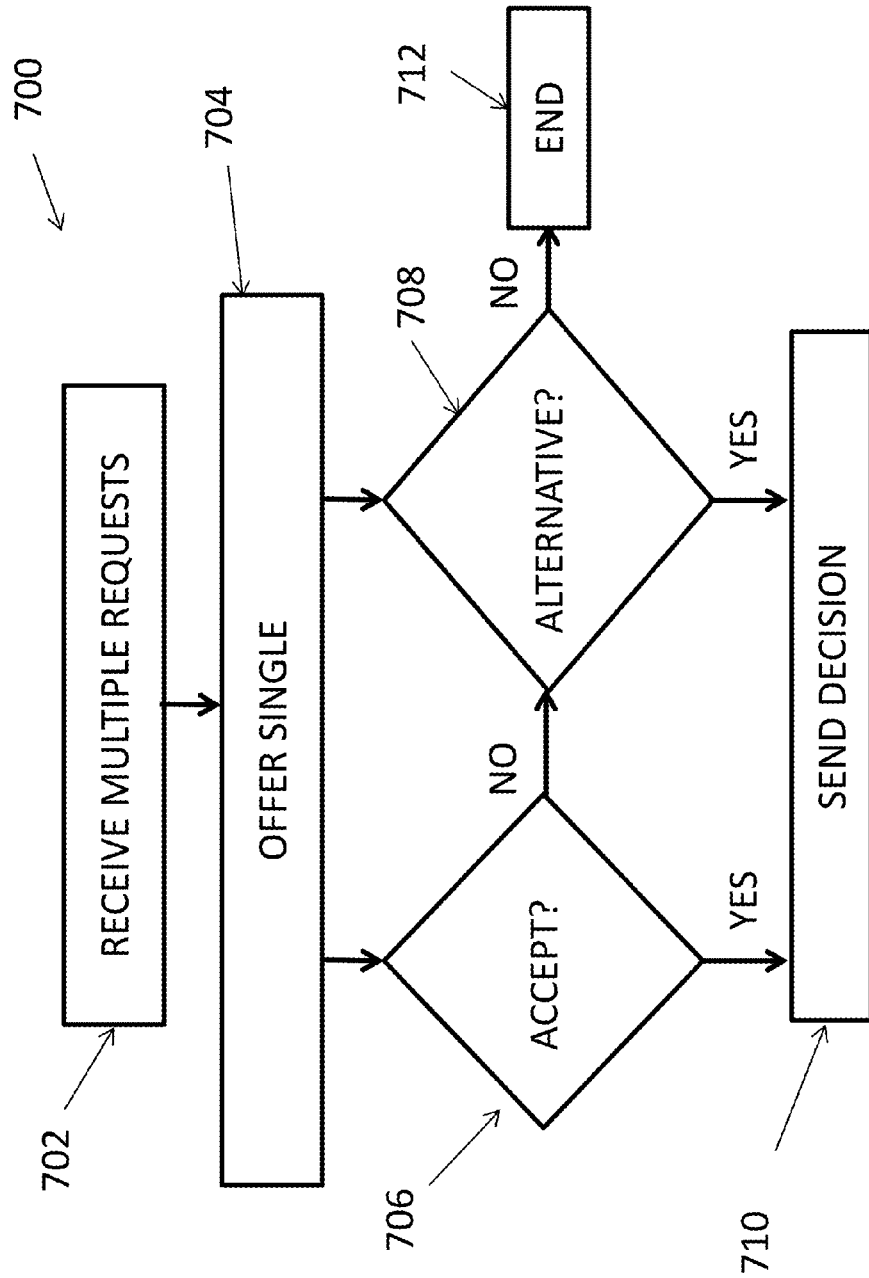 700
702
RECEIVE MULTIPLE REQUESTS
704
OFFER SINGLE
706
ACCEPT?
NO
708
ALTERNATIVE?
NO
712
END
YES
YES
710
SEND DECISION